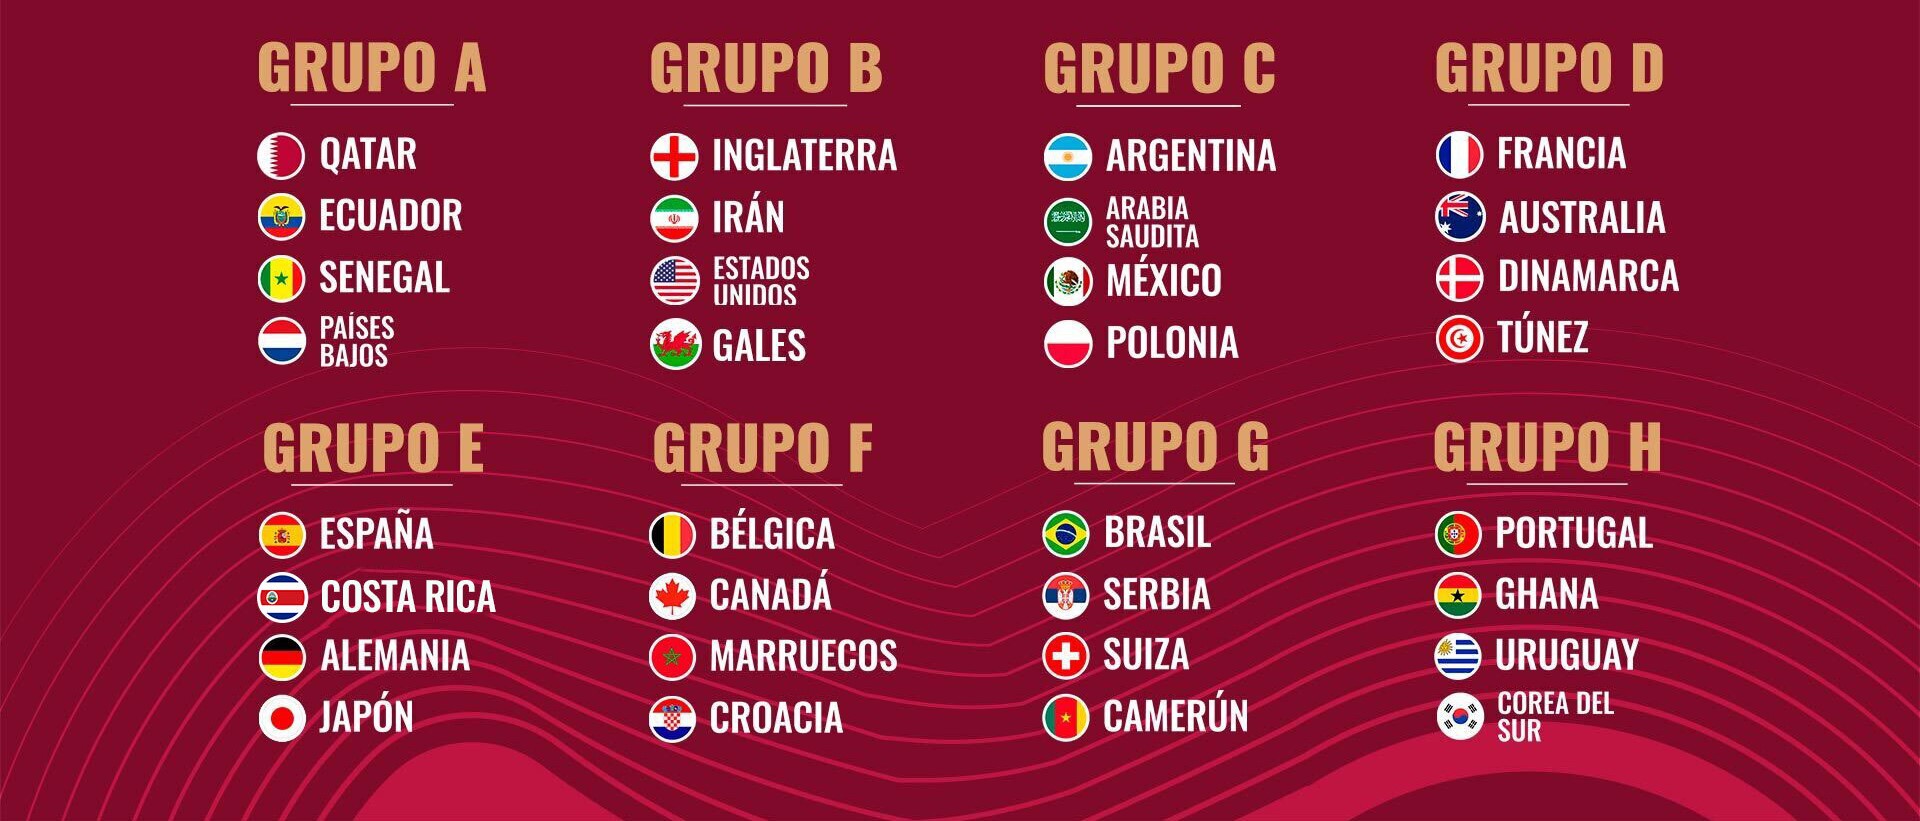 GRUPO A
QATAR
ECUADOR
SENEGAL
PAÍSES
BAJOS
GRUPO B
INGLATERRA
IRÁN
ESTADOS
UNIDOS
GALES
GRUPO C
ARGENTINA
ARABIA
SAUDITA
MÉXICO
POLONIA
GRUPO D
FRANCIA
AUSTRALIA
DINAMARCA
TÚNEZ
GRUPO E
ESPAÑA
COSTA RICA
ALEMANIA
JAPÓN
GRUPO F
BÉLGICA
CANADÁ
MARRUECOS
CROACIA
GRUPO G
BRASIL
SERBIA
SUIZA
CAMERÚN
GRUPO H
PORTUGAL
GHANA
URUGUAY
COREA DEL
SUR